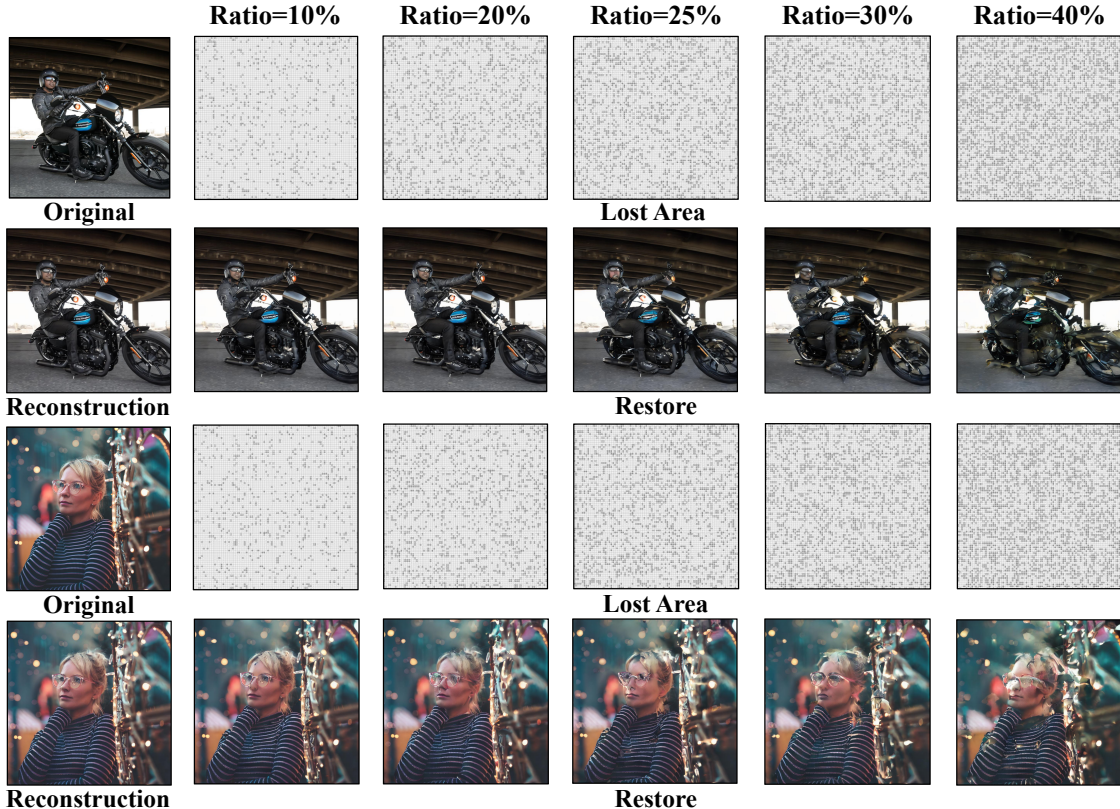 Ratio=10% Ratio=20% Ratio=25% Ratio=30% Ratio=40%
Original Lost Area
Reconstruction Restore
Original Lost Area
Reconstruction Restore